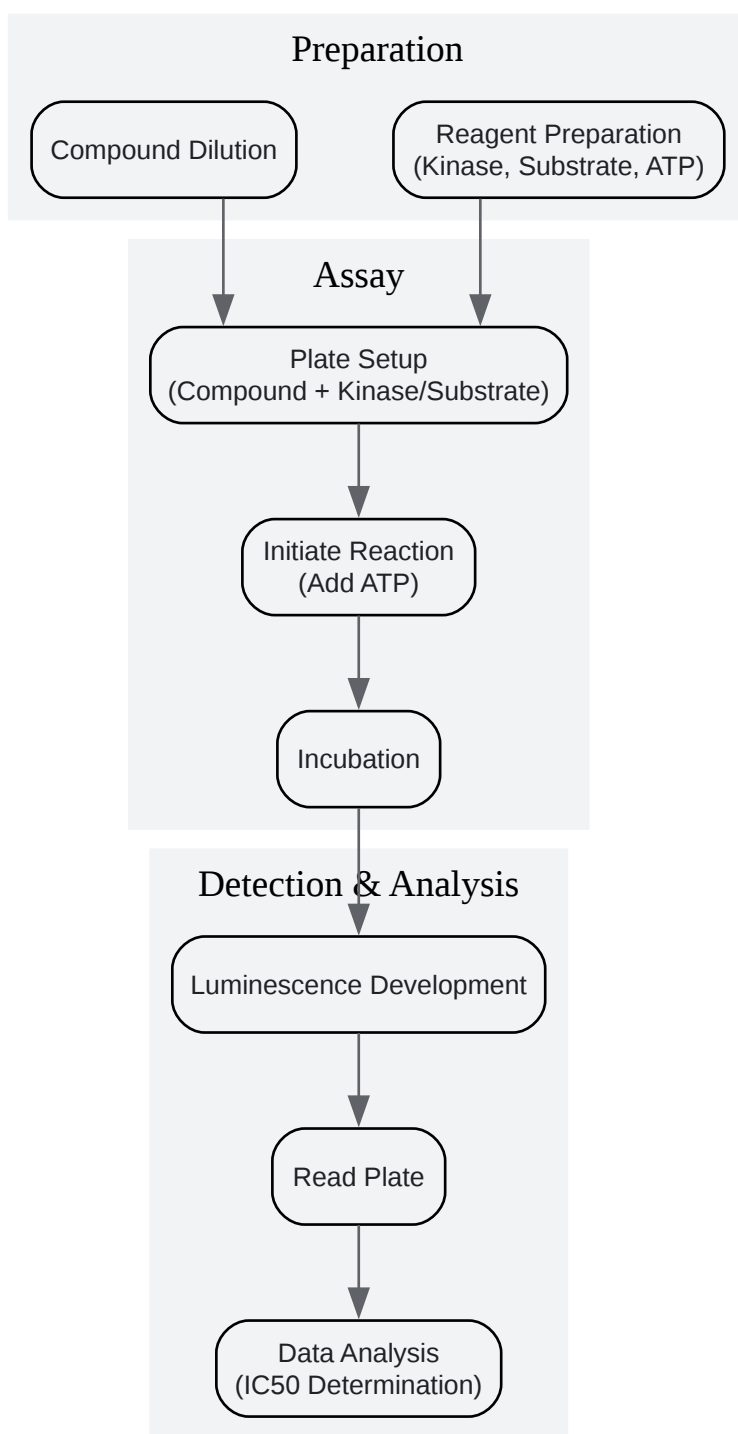 Preparation
Compound Dilution
Reagent Preparation
(Kinase, Substrate, ATP)
Assay
Plate Setup
(Compound + Kinase/Substrate)
Initiate Reaction
(Add ATP)
Incubation
Detection & Analysis
Luminescence Development
Read Plate
Data Analysis
(IC50 Determination)